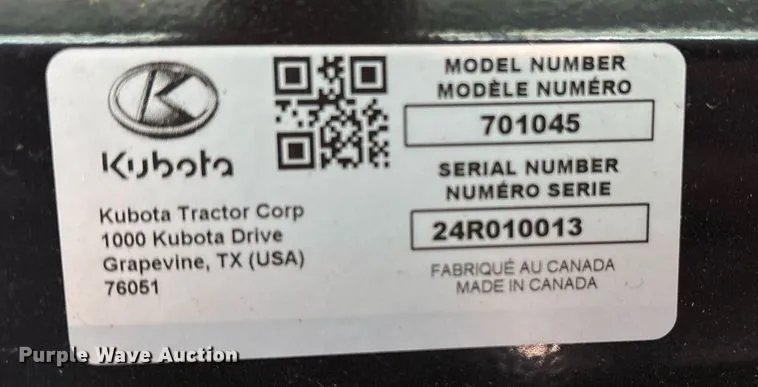 Kubota
Kubota Tractor Corp
1000 Kubota Drive
Grapevine, TX (USA)
76051
MODEL NUMBER
MODÈLE NUMÉRO
701045
SERIAL NUMBER
NUMÉRO SERIE
24R010013
FABRIQUÉ AU CANADA
MADE IN CANADA
Purple Wave Auction